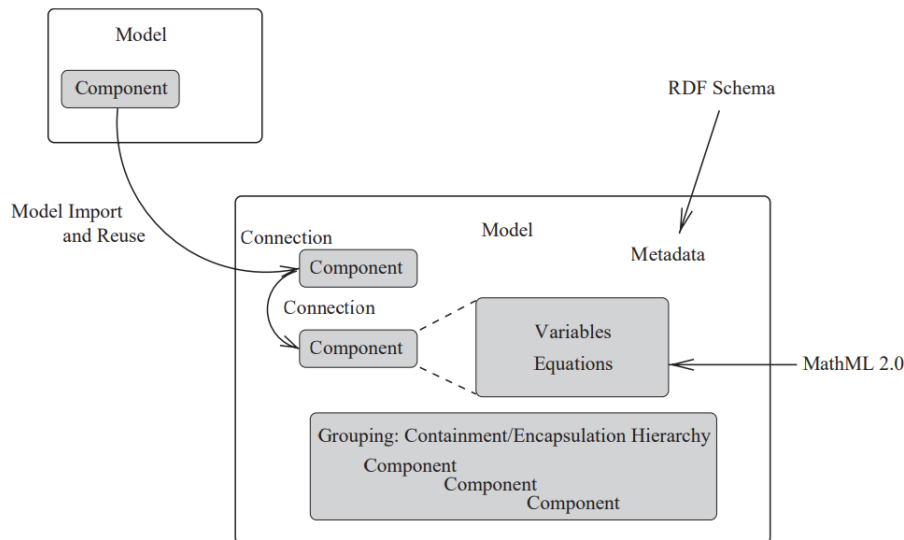 Model
Component
RDF Schema
Model Import
and Reuse
Connection
Model
Metadata
Component
Connection
Component
Variables
Equations
MathML 2.0
Grouping: Containment/Encapsulation Hierarchy
Component
Component
Component